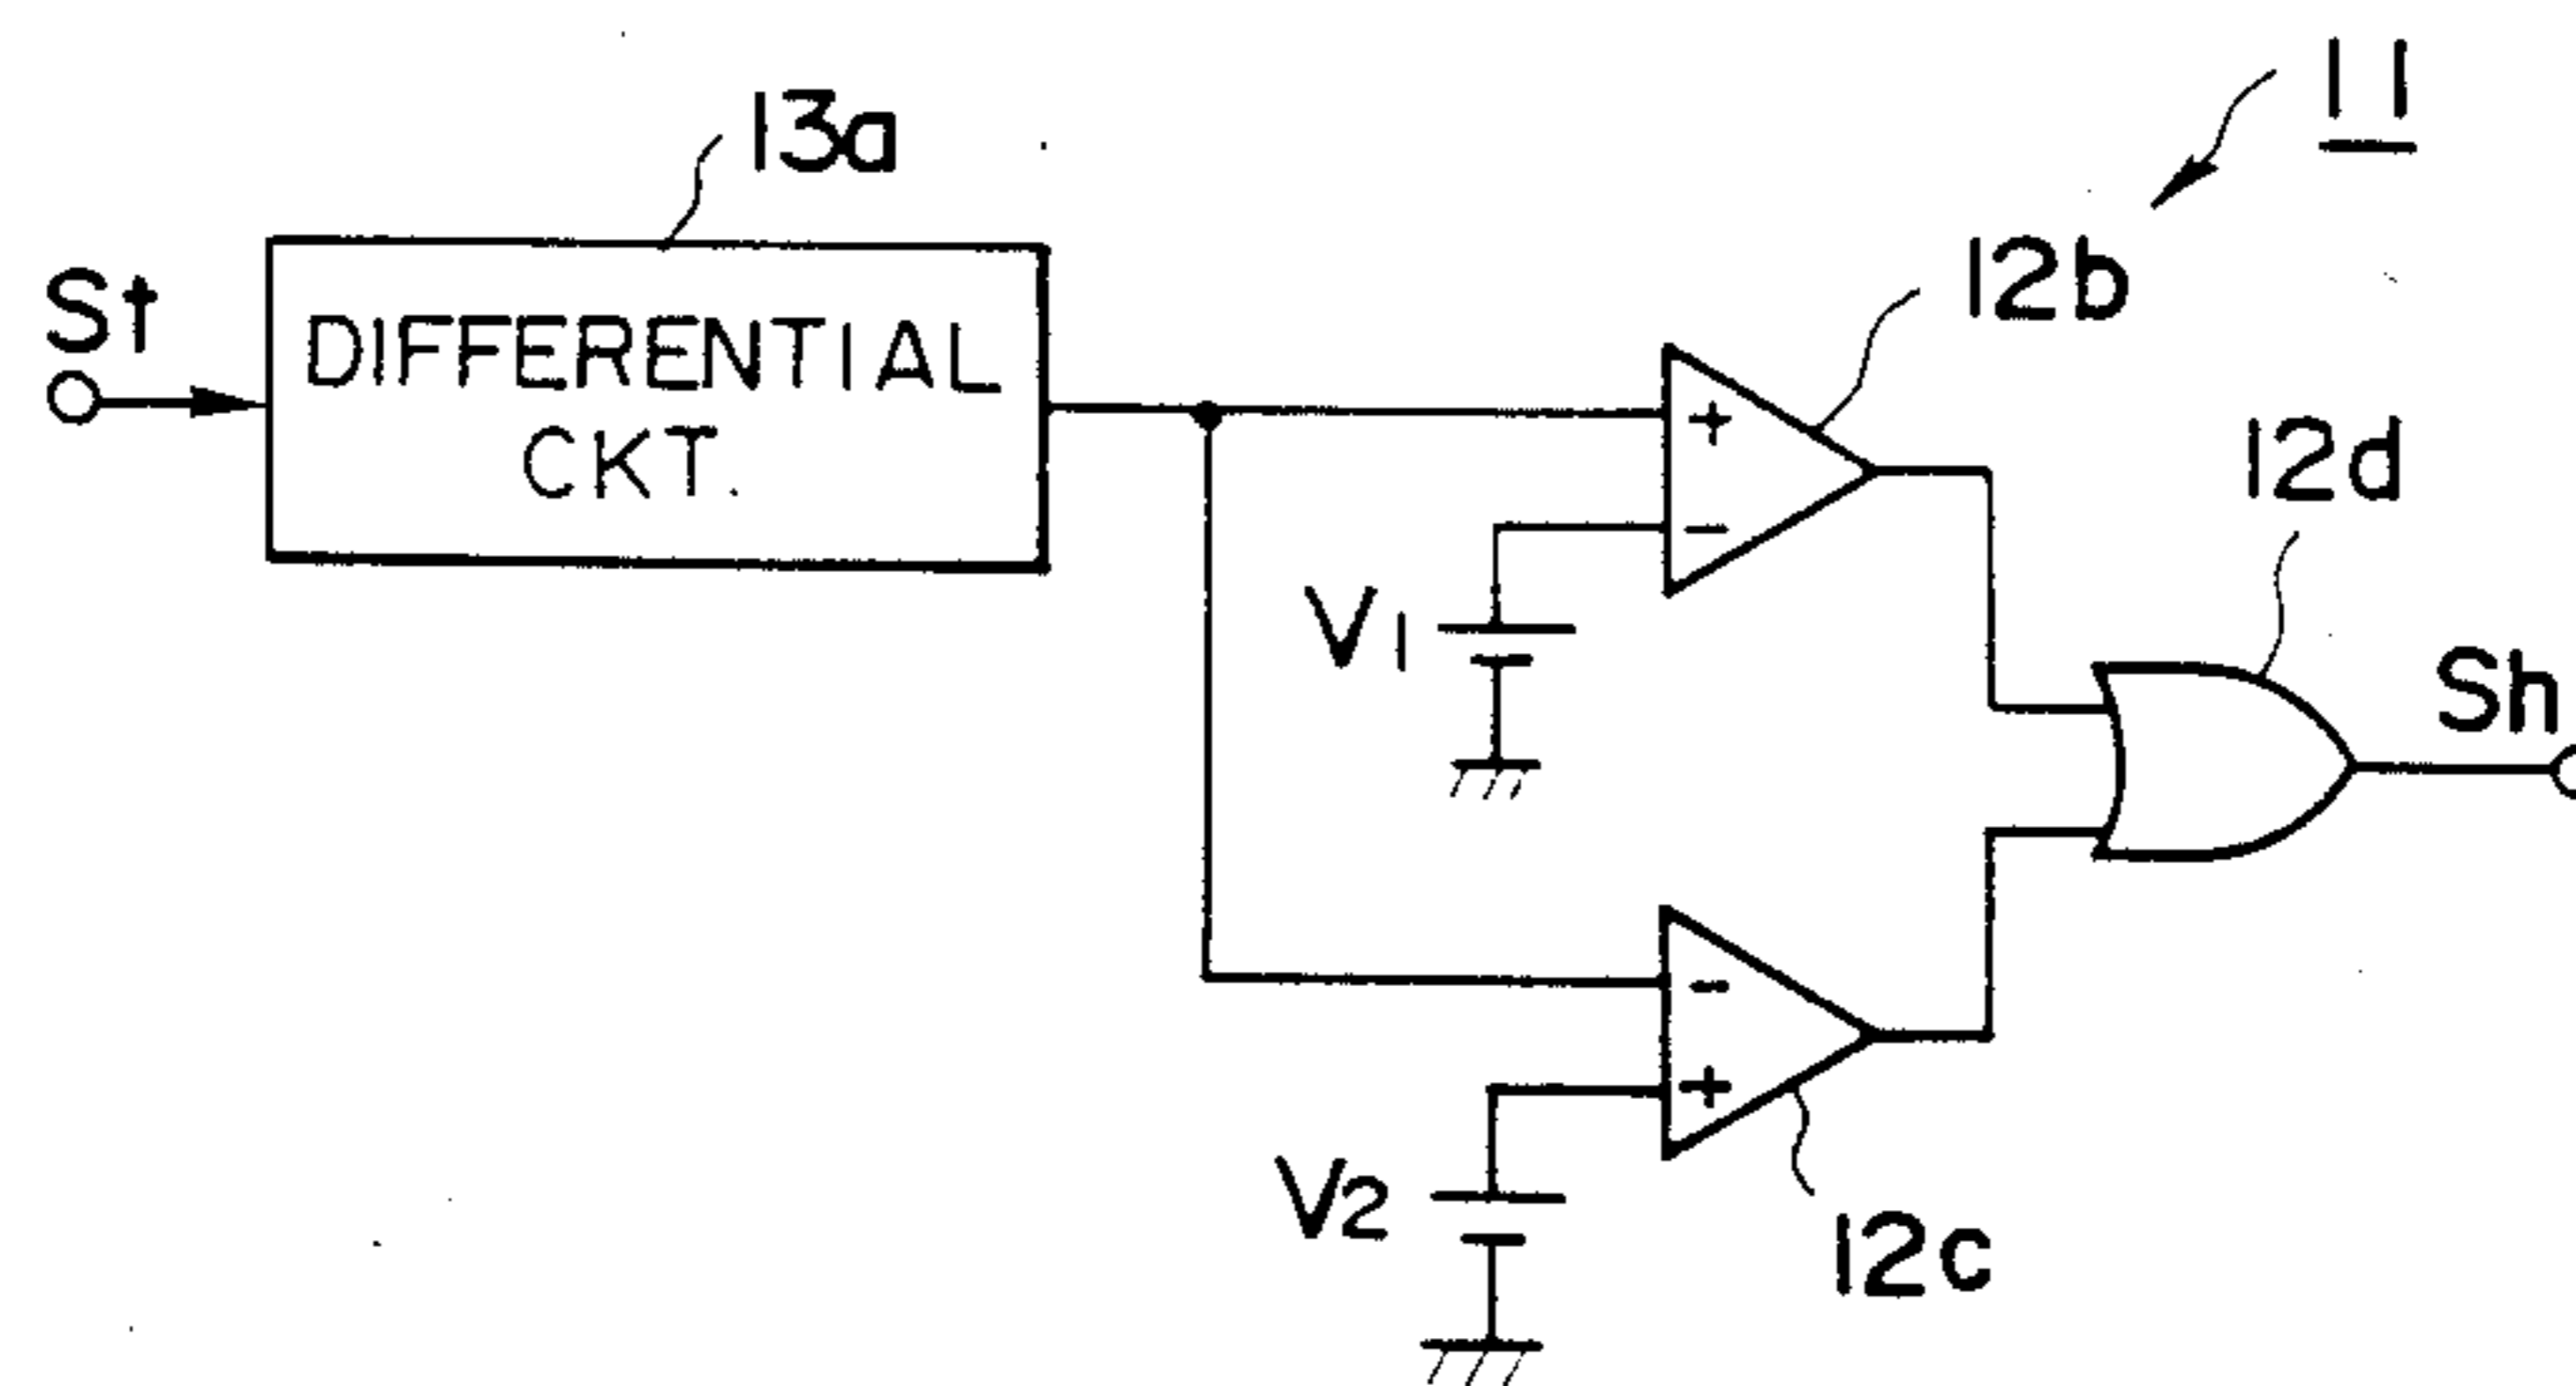 11
13a
12b
St
DIFFERENTIAL
CKT.
+
−
12d
V1
Sh
-
+
V2
12c